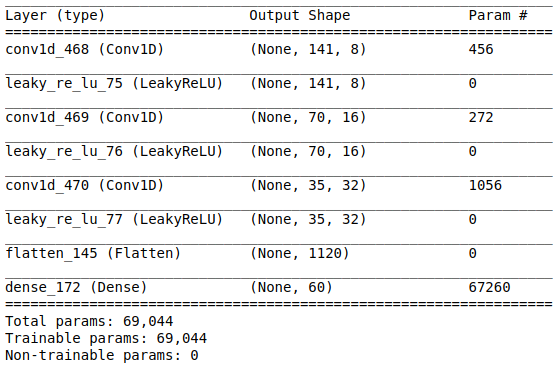 Layer (type) Output Shape Param #
=================================================================
conv1d_468 (Conv1D) (None, 141, 8) 456
leaky_re_lu_75 (LeakyReLU) (None, 141, 8) 0
conv1d_469 (Conv1D) (None, 70, 16) 272
leaky_re_lu_76 (LeakyReLU) (None, 70, 16) 0
conv1d_470 (Conv1D) (None, 35, 32) 1056
leaky_re_lu_77 (LeakyReLU) (None, 35, 32) 0
flatten_145 (Flatten) (None, 1120) 0
dense_172 (Dense) (None, 60) 67260
=================================================================
Total params: 69,044
Trainable params: 69,044
Non-trainable params: 0